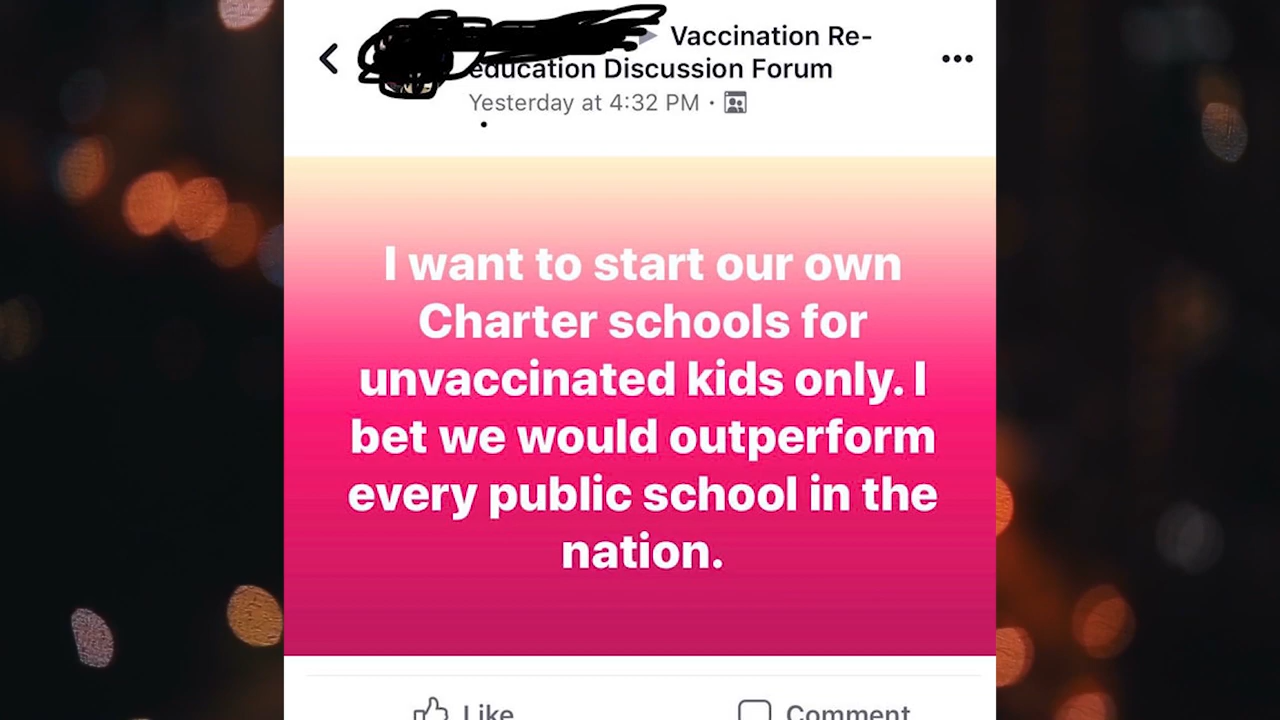 Vaccination Re-
education Discussion Forum
Yesterday at 4:32 PM ·
I want to start our own
Charter schools for
unvaccinated kids only. I
bet we would outperform
every public school in the
nation.
Like
Comment